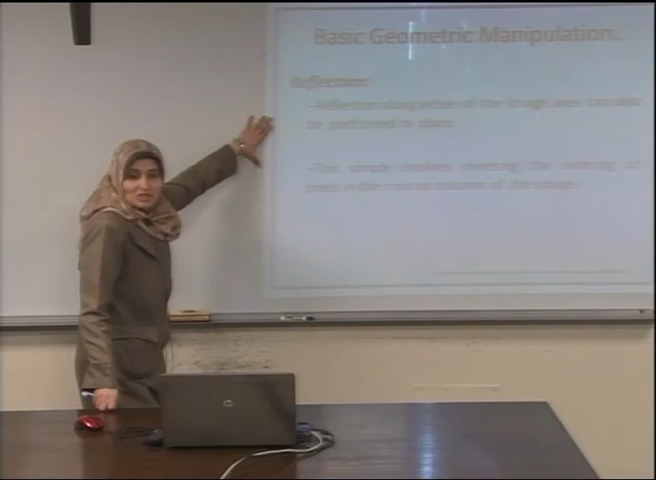 Basic Geometric Manipulation.
Reflection:
–Reflection along either of the image axes can also
be performed in place.
–This simply involves reversing the ordering of
pixels in the rows or columns of the image.
hp